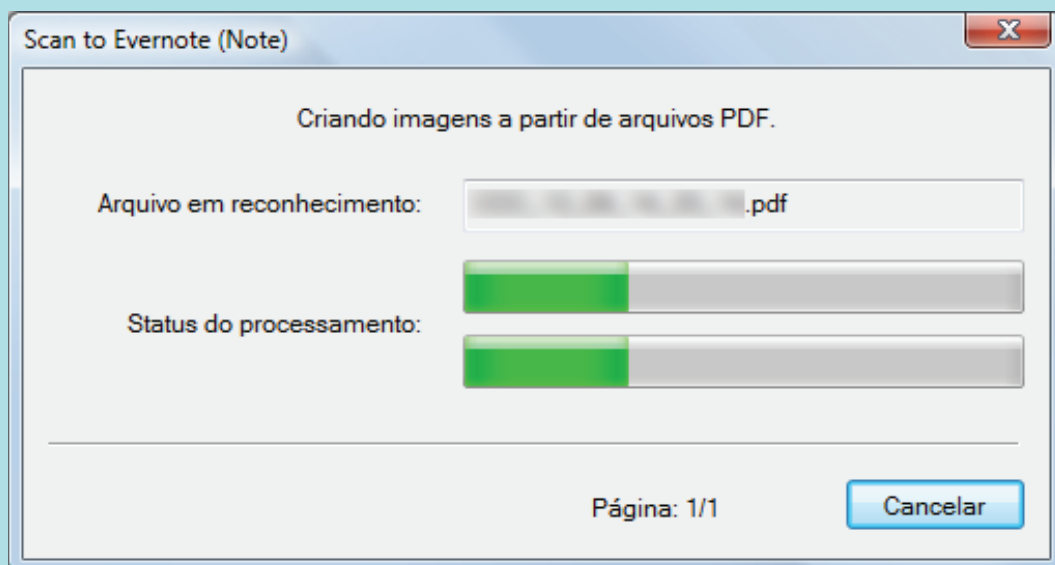 Scan to Evernote (Note)
Criando imagens a partir de arquivos PDF.
Arquivo em reconhecimento:
.pdf
Status do processamento:
Página: 1/1
Cancelar